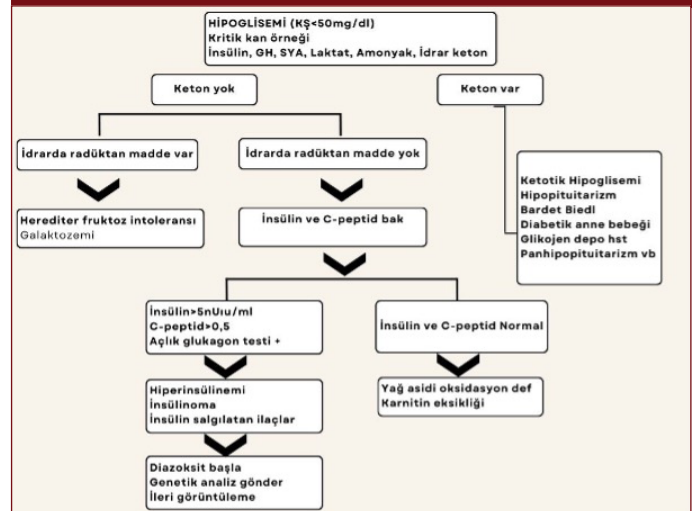 HİPOGLİSEMİ (KŞ<50mg/dl)
Kritik kan örneği
İnsülin, GH, SYA, Laktat, Amonyak, İdrar keton
Keton yok
Keton var
İdrarda radüktan madde var
İdrarda radüktan madde yok
Ketotik Hipoglisemi
Hipopituitarizm
Bardet Biedl
Diabetik anne bebeği
Glikojen depo hst
Panhipopituitarizm vb
Herediter fruktoz intoleransı
Galaktozemi
İnsülin ve C-peptid bak
İnsülin>5nUıu/ml
C-peptid>0,5
Açlık glukagon testi +
İnsülin ve C-peptid Normal
Hiperinsülinemi
İnsülinoma
İnsülin salgılatan ilaçlar
Yağ asidi oksidasyon def
Karnitin eksikliği
Diazoksit başla
Genetik analiz gönder
İleri görüntüleme